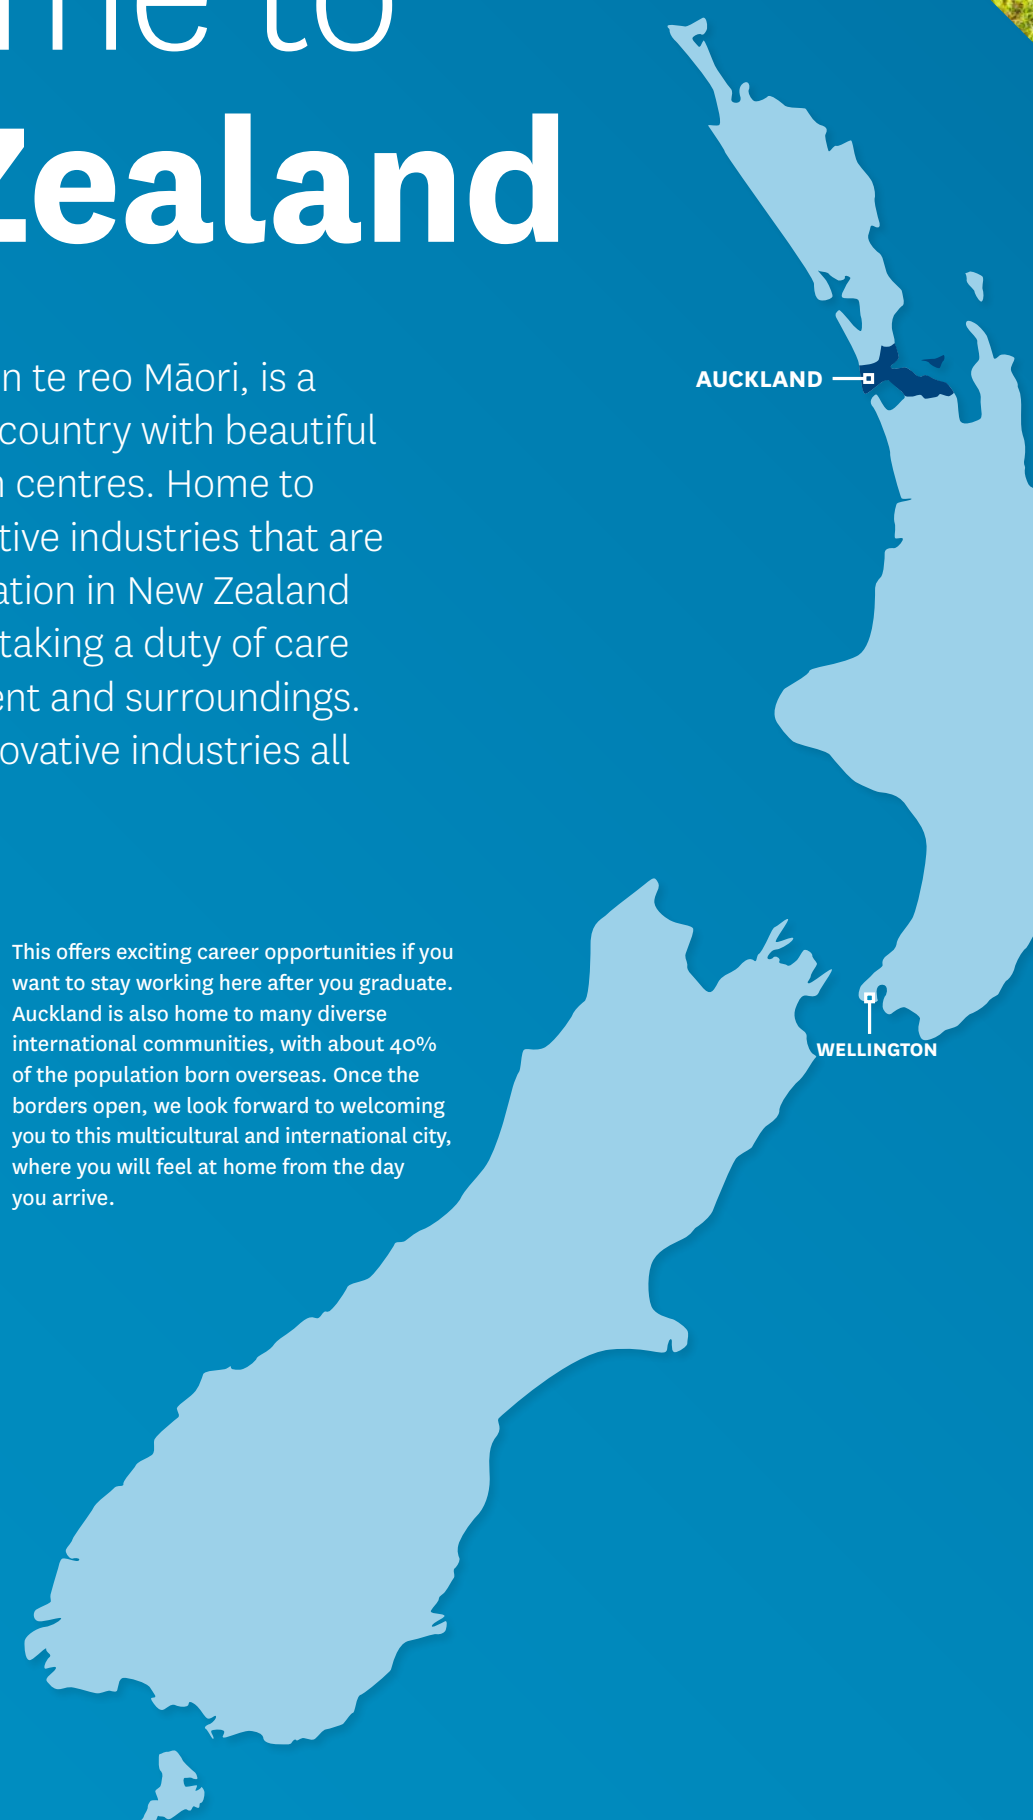 me to
Zealand
n te reo Māori, is a
country with beautiful
centres. Home to
tive industries that are
ation in New Zealand
taking a duty of care
ent and surroundings.
ovative industries all
This offers exciting career opportunities if you
want to stay working here after you graduate.
Auckland is also home to many diverse
international communities, with about 40%
of the population born overseas. Once the
borders open, we look forward to welcoming
you to this multicultural and international city,
where you will feel at home from the day
you arrive.
AUCKLAND
WELLINGTON